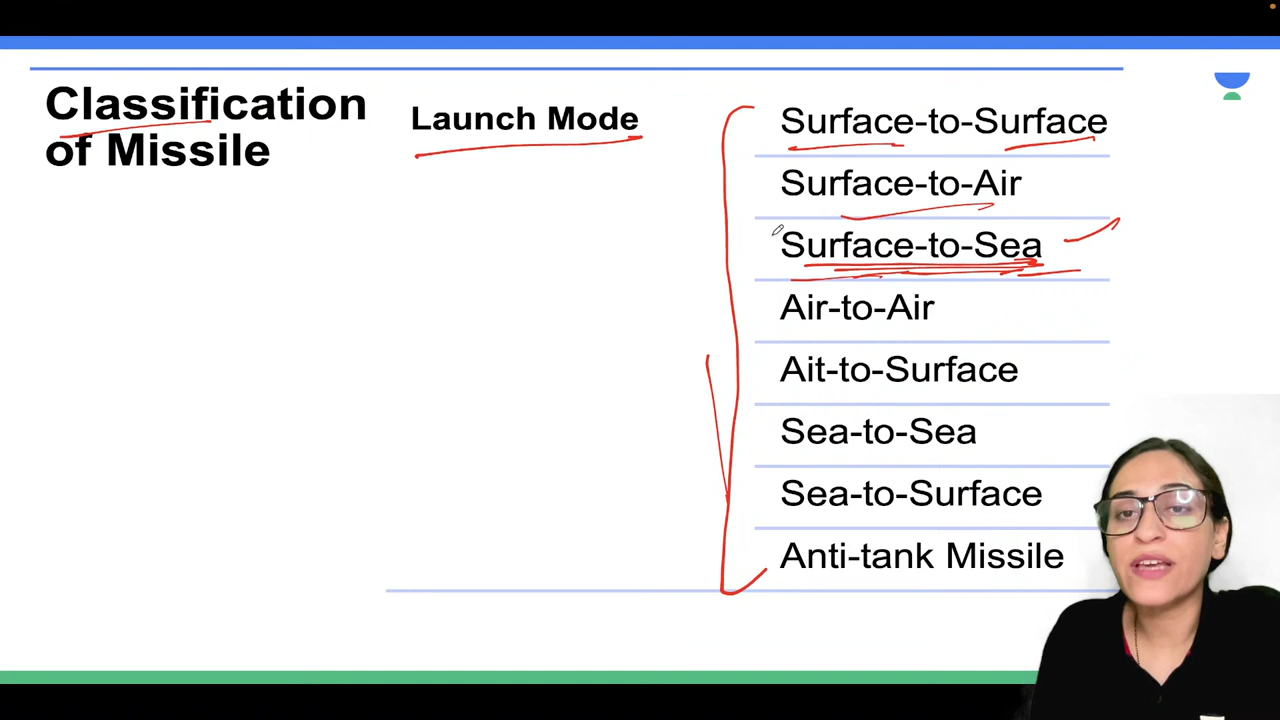 Classification
of Missile
Launch Mode
Surface-to-Surface
Surface-to-Air
Surface-to-Sea
Air-to-Air
Ait-to-Surface
Sea-to-Sea
Sea-to-Surface
Anti-tank Missile